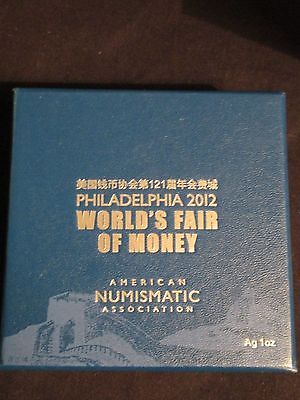 美国钱币协会第121届年会费城
PHILADELPHIA 2012
WORLD'S FAIR
OF MONEY
AMERICAN
NUMISMATIC
ASSOCIATION
Ag 1oz